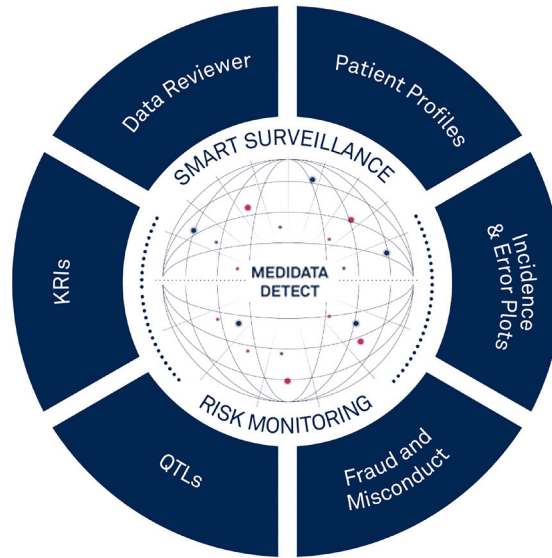 Data Reviewer
Patient Profiles
SMART SURVEILLANCE
KRIs
MEDIDATA
DETECT
Incidence
& Error Plots
RISK MONITORING
QTLs
Fraud and
Misconduct